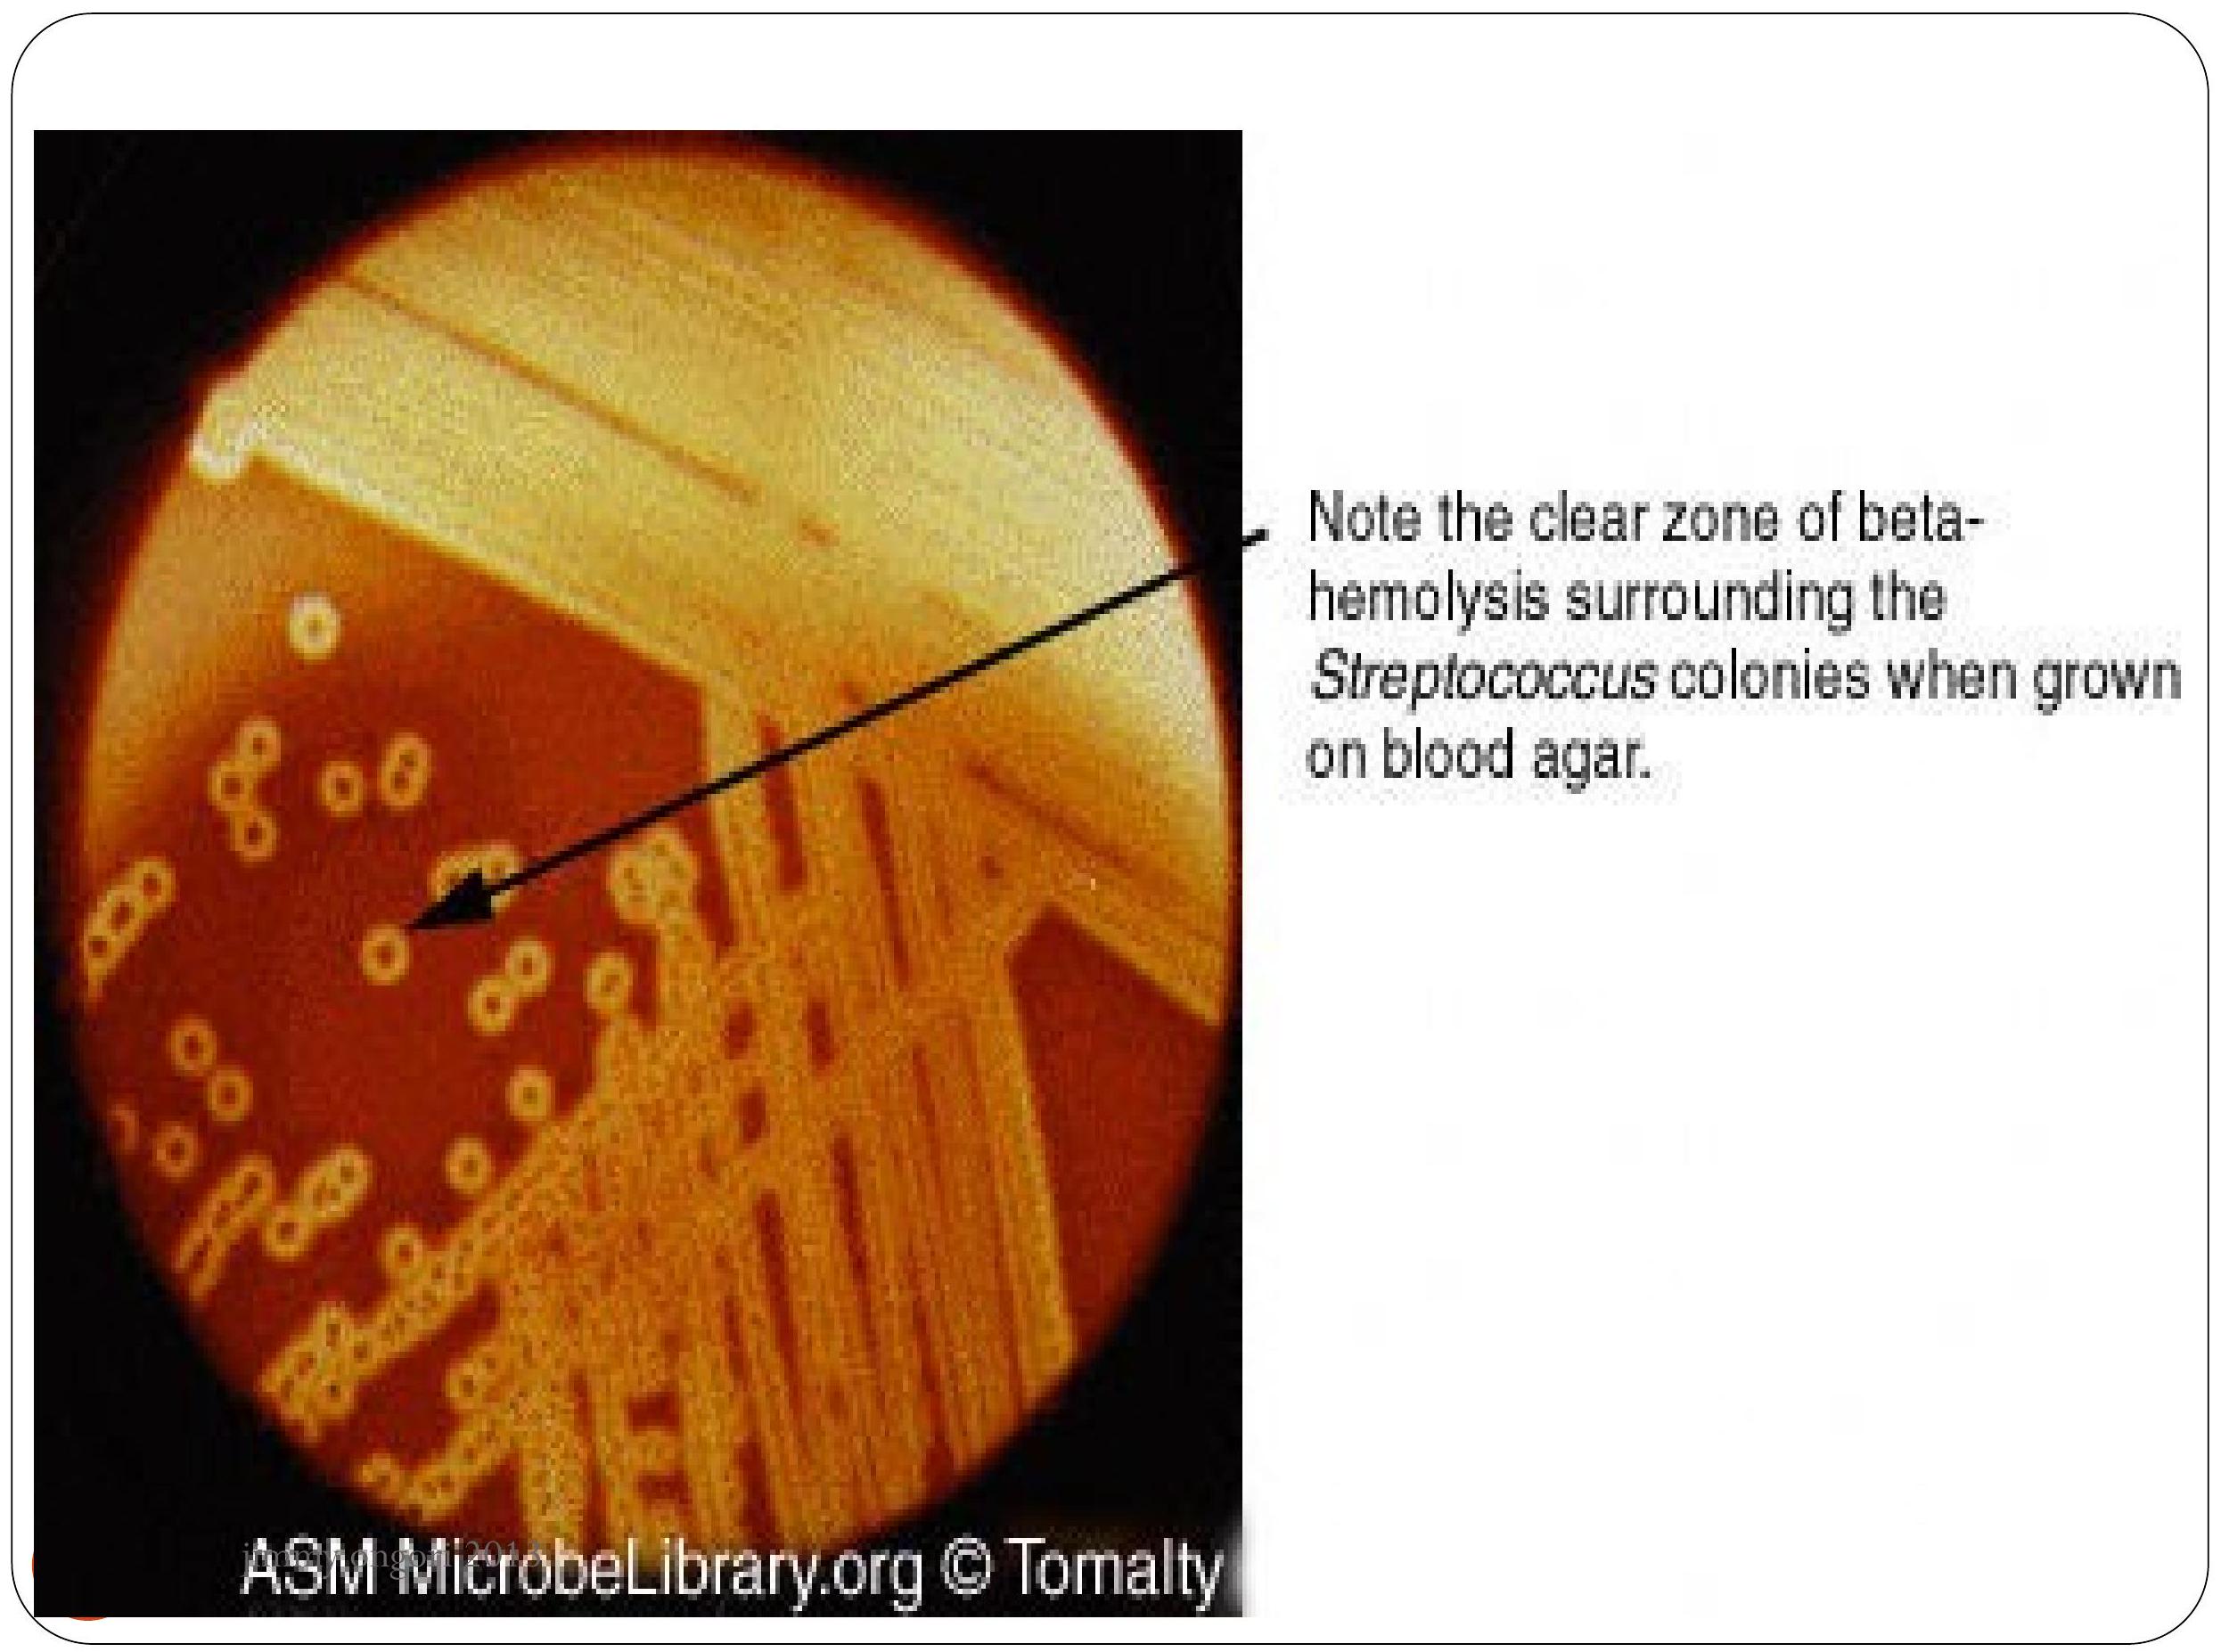 Note the clear zone of beta-
hemolysis surrounding the
Streptococcus colonies when grown
on blood agar.
ASM MicrobeLibrary.org © Tomalty